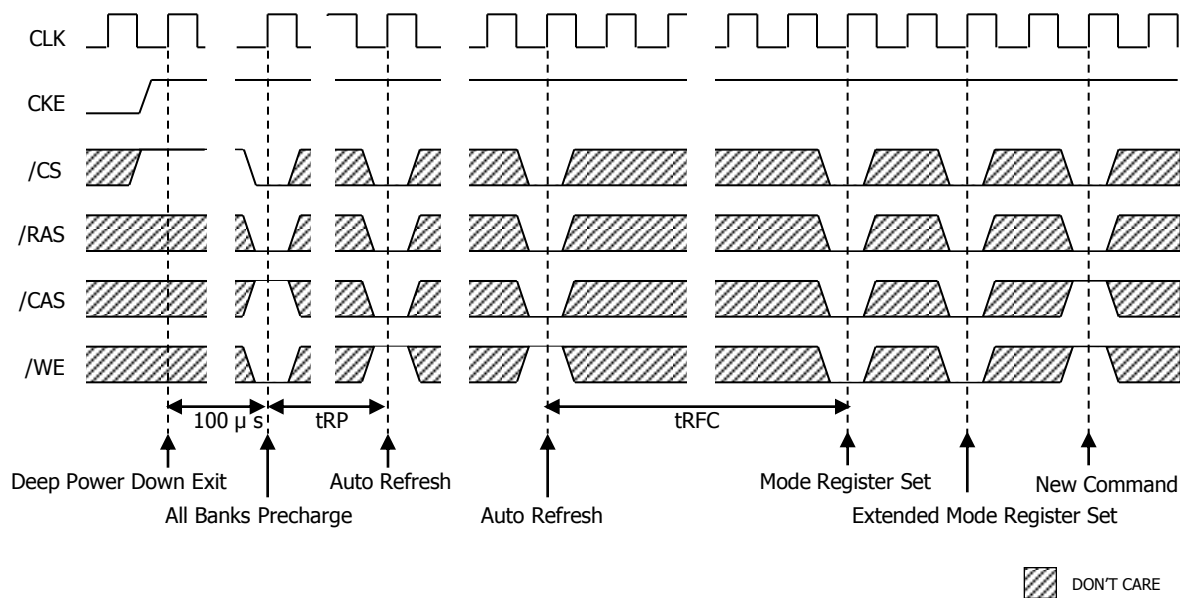 CLK
CKE
/CS
/RAS
/CAS
/WE
100 μ s
tRP
tRFC
Deep Power Down Exit
Auto Refresh
Mode Register Set
New Command
All Banks Precharge
Auto Refresh
Extended Mode Register Set
DON'T CARE